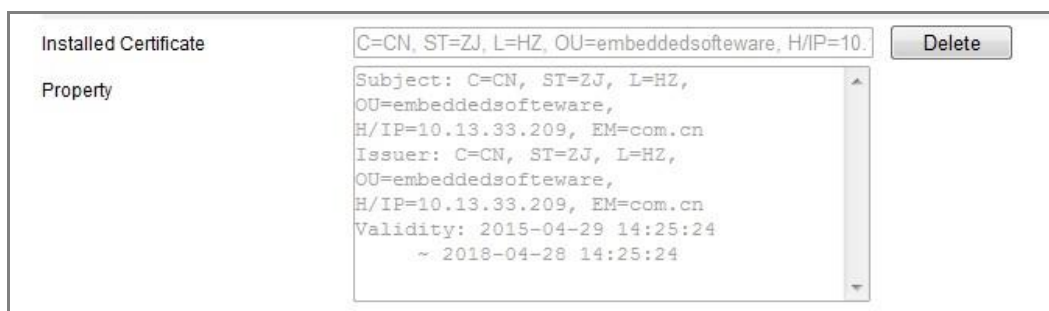 Installed Certificate
C=CN, ST=ZJ, L=HZ, OU=embeddedsofteware, H/IP=10.
Delete
Property
Subject: C=CN, ST=ZJ, L=HZ,
OU=embeddedsofteware,
H/IP=10.13.33.209, EM=com.cn
Issuer: C=CN, ST=ZJ, L=HZ,
OU=embeddedsofteware,
H/IP=10.13.33.209, EM=com.cn
Validity: 2015-04-29 14:25:24
~ 2018-04-28 14:25:24